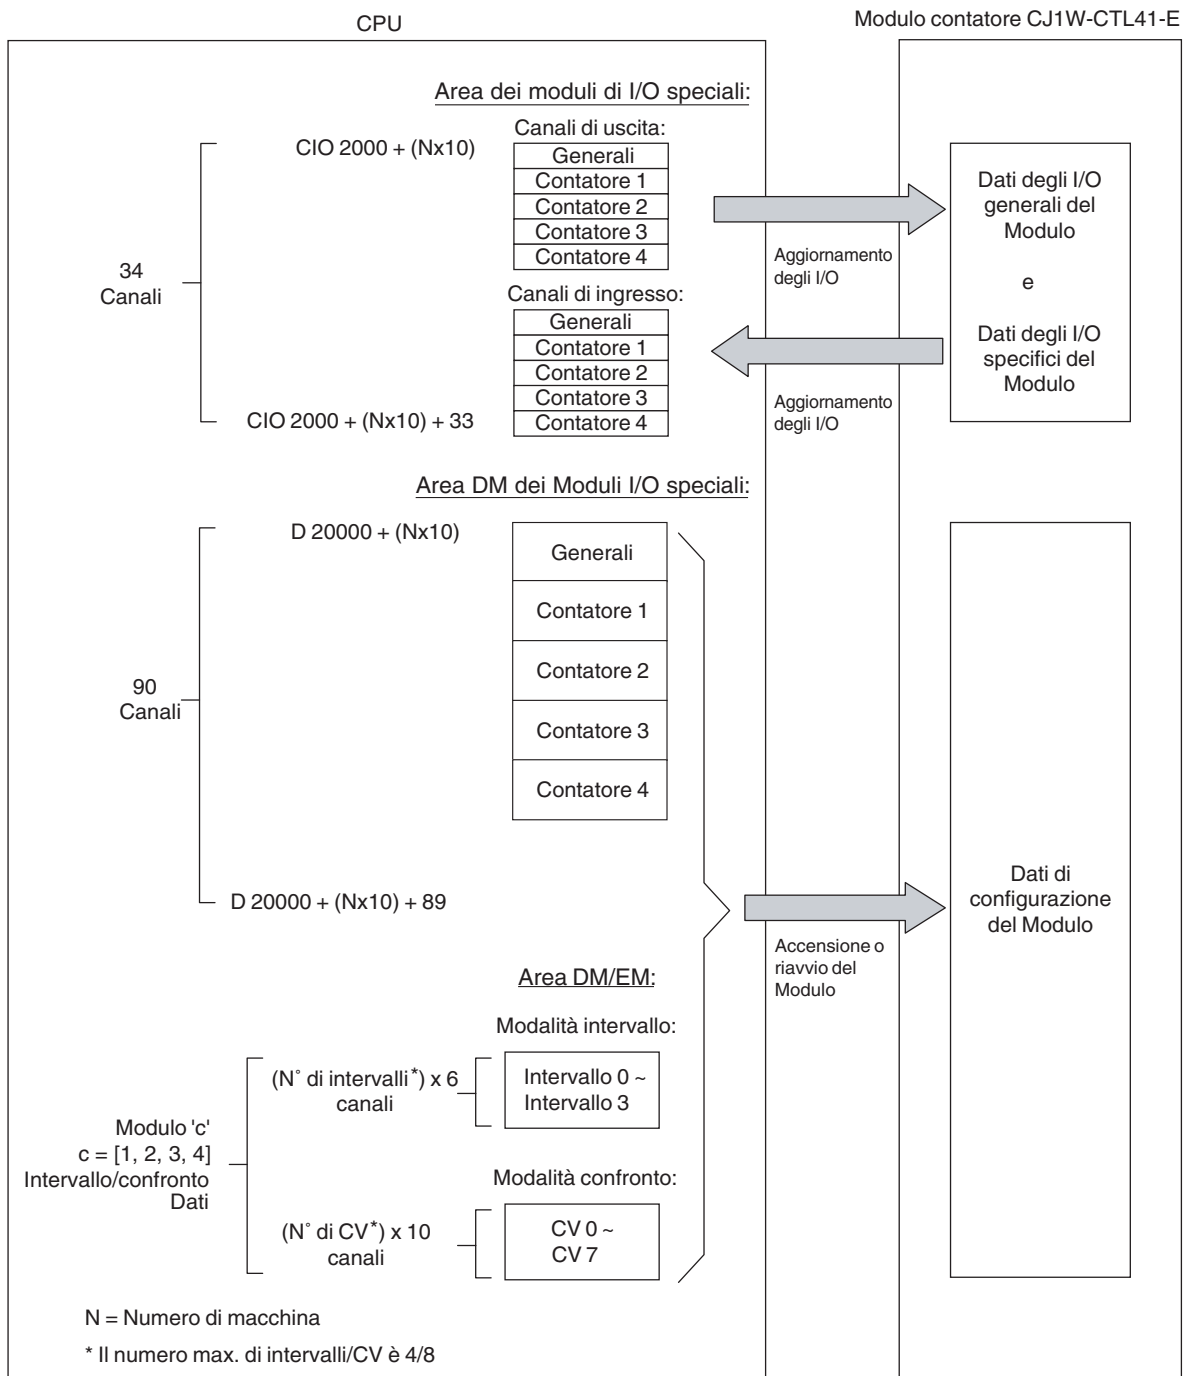 CPU
Modulo contatore CJ1W-CTL41-E
Area dei moduli di I/O speciali:
Canali di uscita:
CIO 2000 + (Nx10)
Generali
Contatore 1
Contatore 2
Contatore 3
Contatore 4
Aggiornamento
degli I/O
34
Canali
Canali di ingresso:
Generali
Contatore 1
Contatore 2
Contatore 3
Contatore 4
CIO 2000 + (Nx10) + 33
Aggiornamento
degli I/O
Dati degli I/O
generali del
Modulo
e
Dati degli I/O
specifici del
Modulo
Area DM dei Moduli I/O speciali:
D 20000 + (Nx10)
Generali
Contatore 1
Contatore 2
Contatore 3
Contatore 4
90
Canali
D 20000 + (Nx10) + 89
Accensione o
riavvio del
Modulo
Dati di
configurazione
del Modulo
Area DM/EM:
Modalità intervallo:
(N° di intervalli*) x 6
canali
Intervallo 0 ~
Intervallo 3
Modulo 'c'
c = [1, 2, 3, 4]
Intervallo/confronto
Dati
Modalità confronto:
(N° di CV*) x 10
canali
CV 0 ~
CV 7
N = Numero di macchina
* Il numero max. di intervalli/CV è 4/8